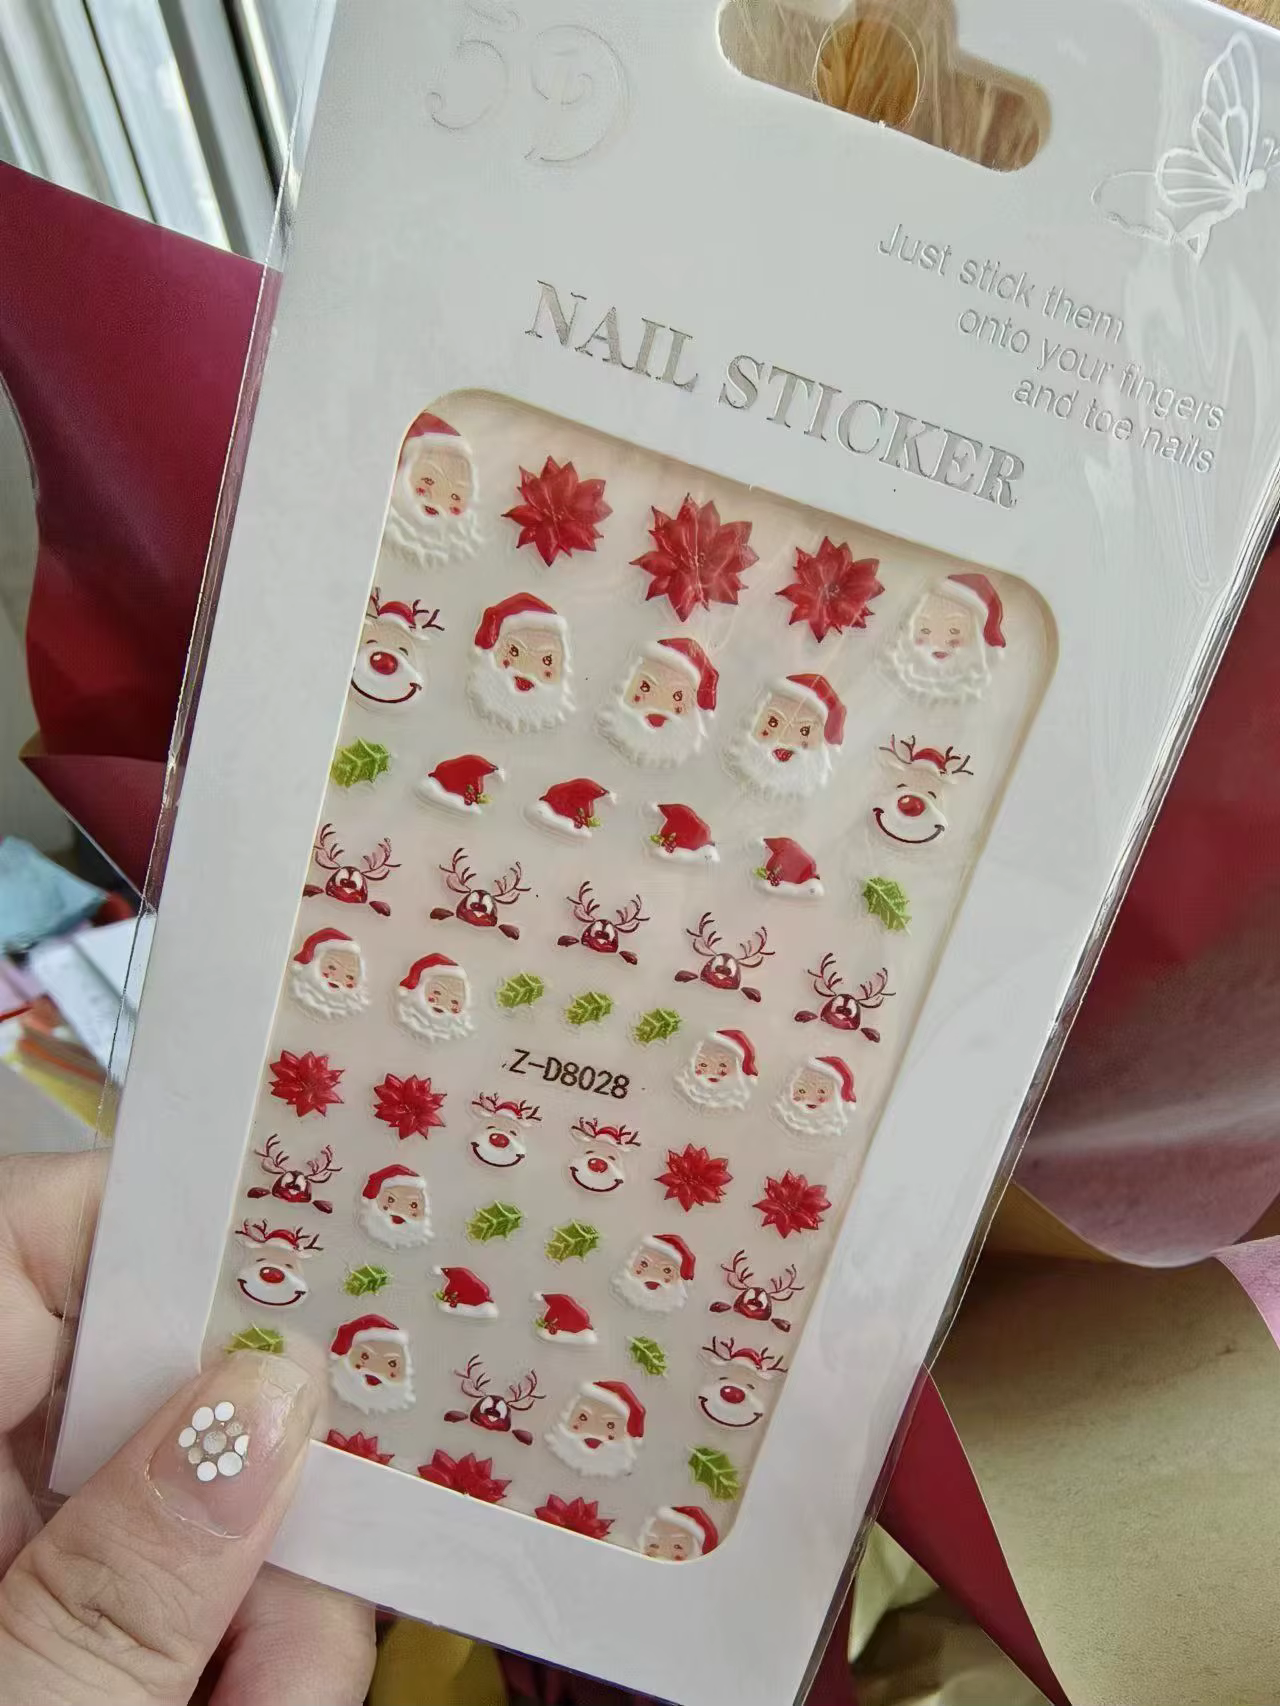 5D
Just stick them
onto your fingers
and toe nails
NAIL STICKER
Z-D8028